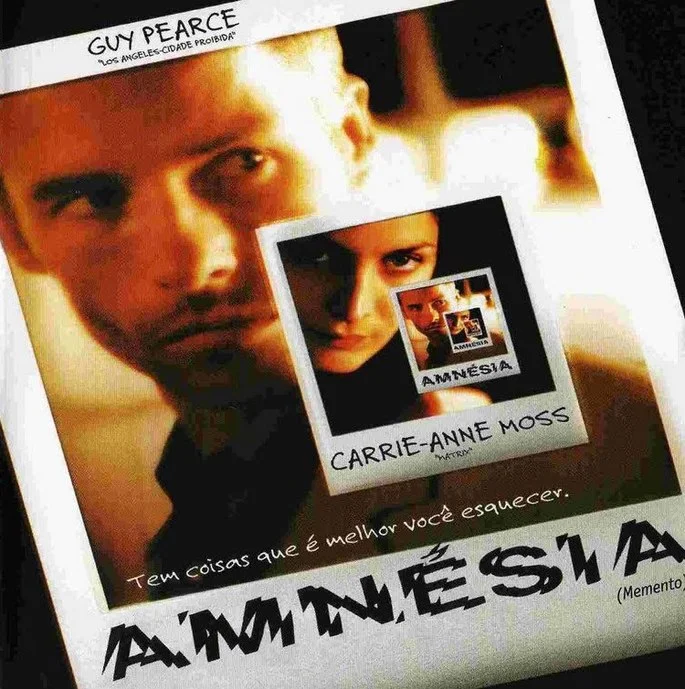 GUY PEARCE
"LOS ANGELES-CIDADE PROIBIDA"
AMNÉSIA
AMNÉSIA
CARRIE-ANNE MOSS
"MATRIX"
Tem coisas que é melhor você esquecer.
AMNÉSIA
(Memento)